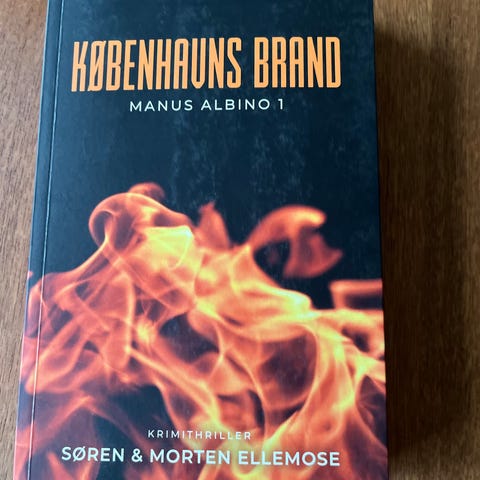 KØBENHAVNS BRAND
MANUS ALBINO 1
KRIMITHRILLER
SØREN & MORTEN ELLEMOSE